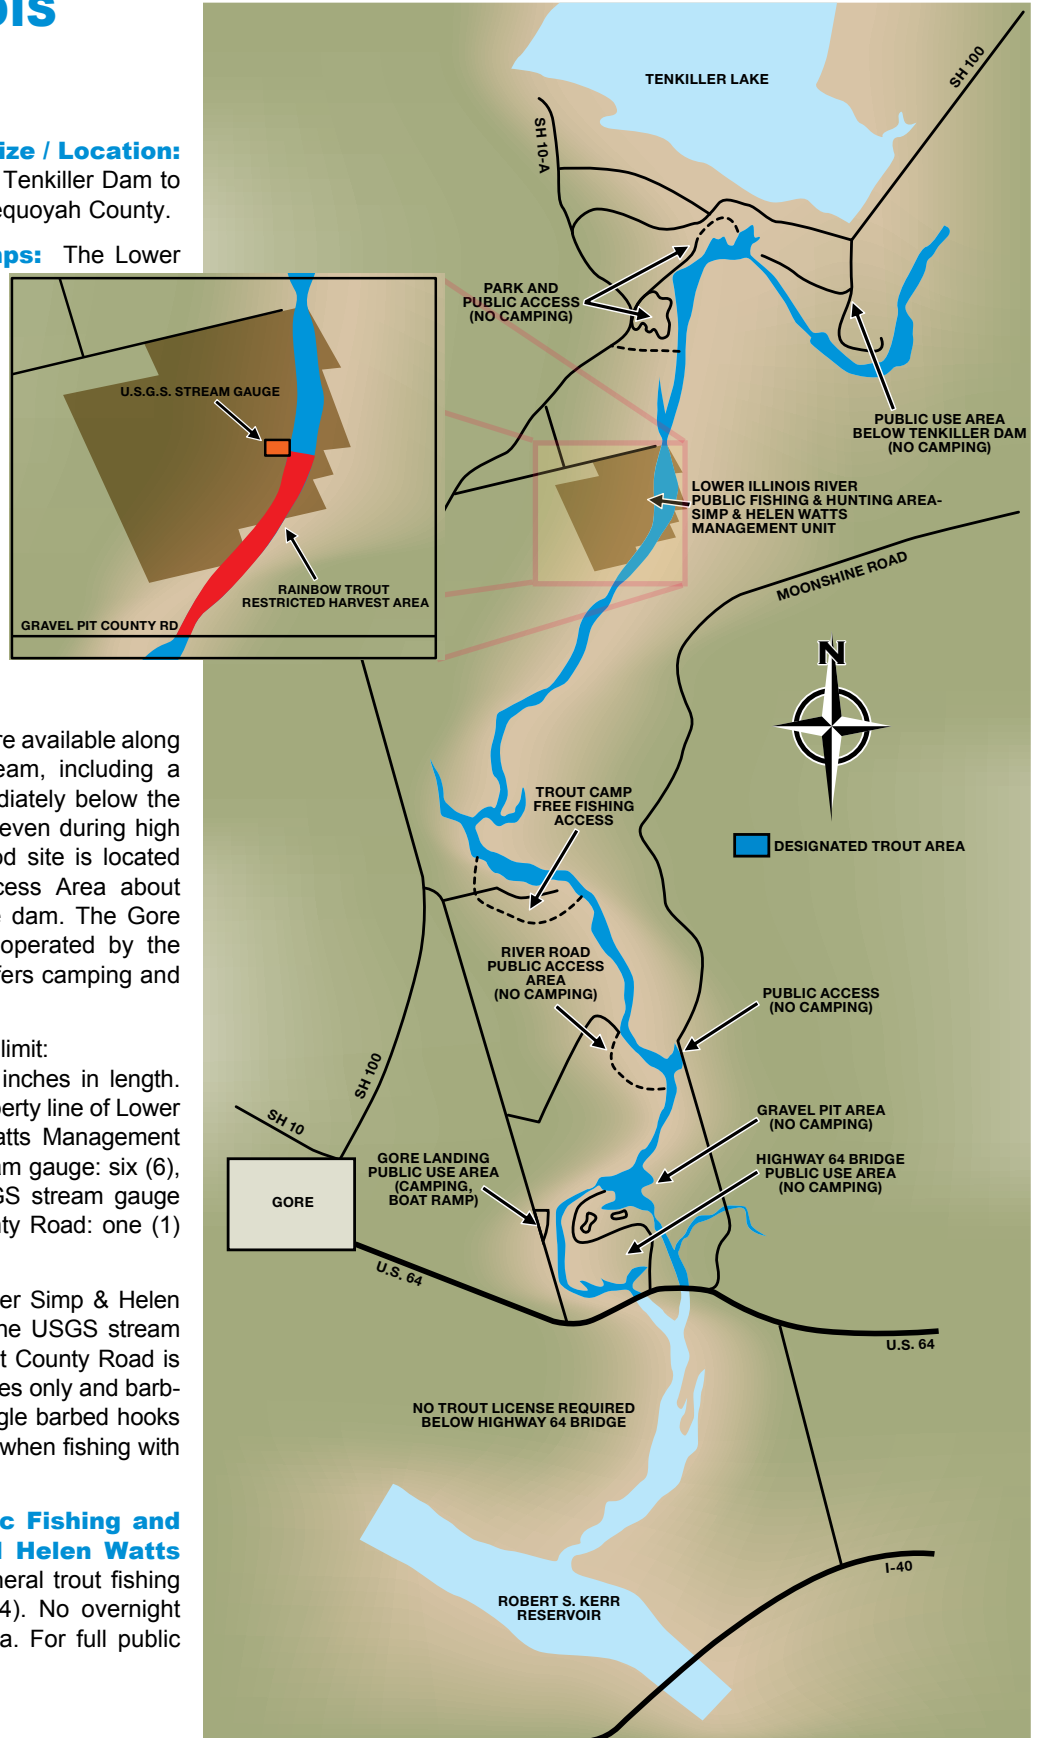 ois
ize / Location:
Tenkiller Dam to
equoyah County.
nps: The Lower
re available along
eam, including a
diately below the
even during high
od site is located
cess Area about
e dam. The Gore
operated by the
fers camping and
limit:
inches in length.
perty line of Lower
atts Management
am gauge: six (6),
GS stream gauge
nty Road: one (1)
er Simp & Helen
he USGS stream
t County Road is
es only and barb-
gle barbed hooks
when fishing with
c Fishing and
d Helen Watts
neral trout fishing
4). No overnight
a. For full public
TENKILLER LAKE
SH 100
SH 10-A
PARK AND
PUBLIC ACCESS
(NO CAMPING)
U.S.G.S. STREAM GAUGE
RAINBOW TROUT
RESTRICTED HARVEST AREA
GRAVEL PIT COUNTY RD
PUBLIC USE AREA
BELOW TENKILLER DAM
(NO CAMPING)
LOWER ILLINOIS RIVER
PUBLIC FISHING & HUNTING AREA-
SIMP & HELEN WATTS
MANAGEMENT UNIT
MOONSHINE ROAD
N
TROUT CAMP
FREE FISHING
ACCESS
DESIGNATED TROUT AREA
RIVER ROAD
PUBLIC ACCESS
AREA
(NO CAMPING)
PUBLIC ACCESS
(NO CAMPING)
SH 100
SH 10
GRAVEL PIT AREA
(NO CAMPING)
GORE LANDING
PUBLIC USE AREA
(CAMPING,
BOAT RAMP)
HIGHWAY 64 BRIDGE
PUBLIC USE AREA
(NO CAMPING)
GORE
U.S. 64
U.S. 64
NO TROUT LICENSE REQUIRED
BELOW HIGHWAY 64 BRIDGE
I-40
ROBERT S. KERR
RESERVOIR